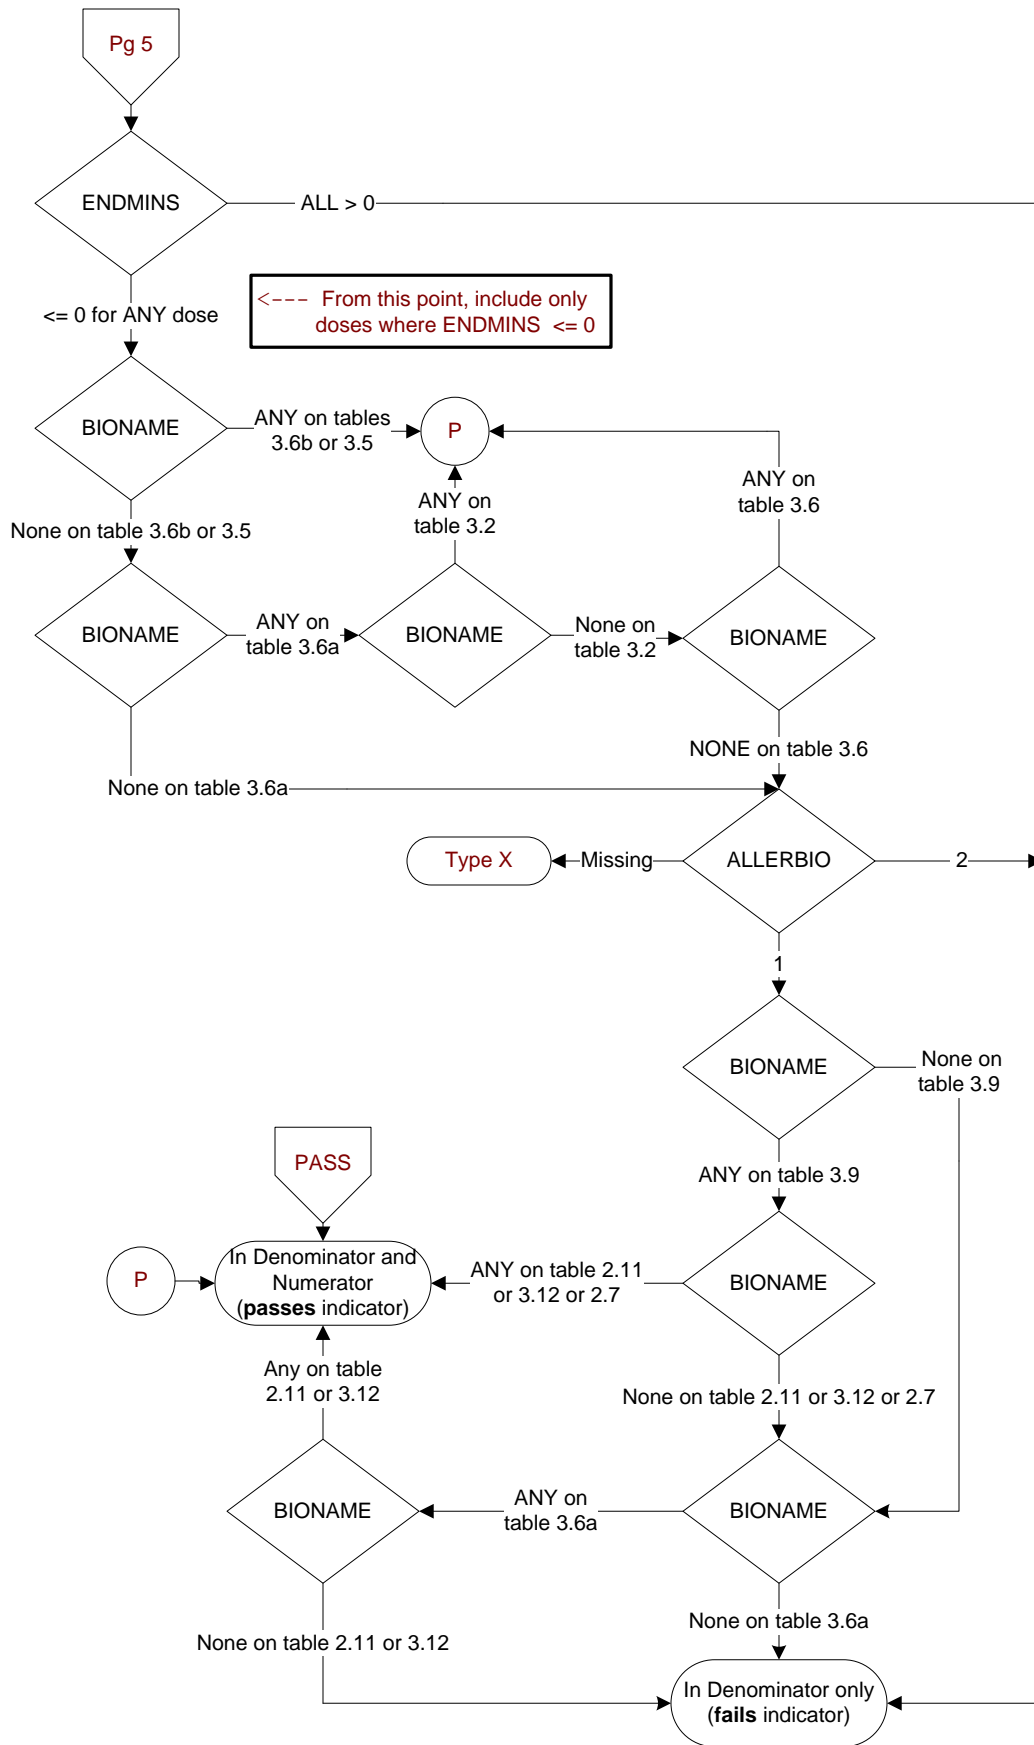 Pg 5
ENDMINS
ALL > 0
<= 0 for ANY dose
<--- From this point, include only
doses where ENDMINS <= 0
BIONAME
ANY on tables
3.6b or 3.5
P
ANY on
table 3.2
ANY on
table 3.6
None on table 3.6b or 3.5
BIONAME
ANY on
table 3.6a
BIONAME
None on
table 3.2
BIONAME
NONE on table 3.6
None on table 3.6a
Type X
Missing
ALLERBIO
2
1
BIONAME
None on
table 3.9
PASS
ANY on table 3.9
P
In Denominator and
Numerator
(passes indicator)
ANY on table 2.11
or 3.12 or 2.7
BIONAME
Any on table
2.11 or 3.12
None on table 2.11 or 3.12 or 2.7
BIONAME
ANY on
table 3.6a
BIONAME
None on table 3.6a
None on table 2.11 or 3.12
In Denominator only
(fails indicator)